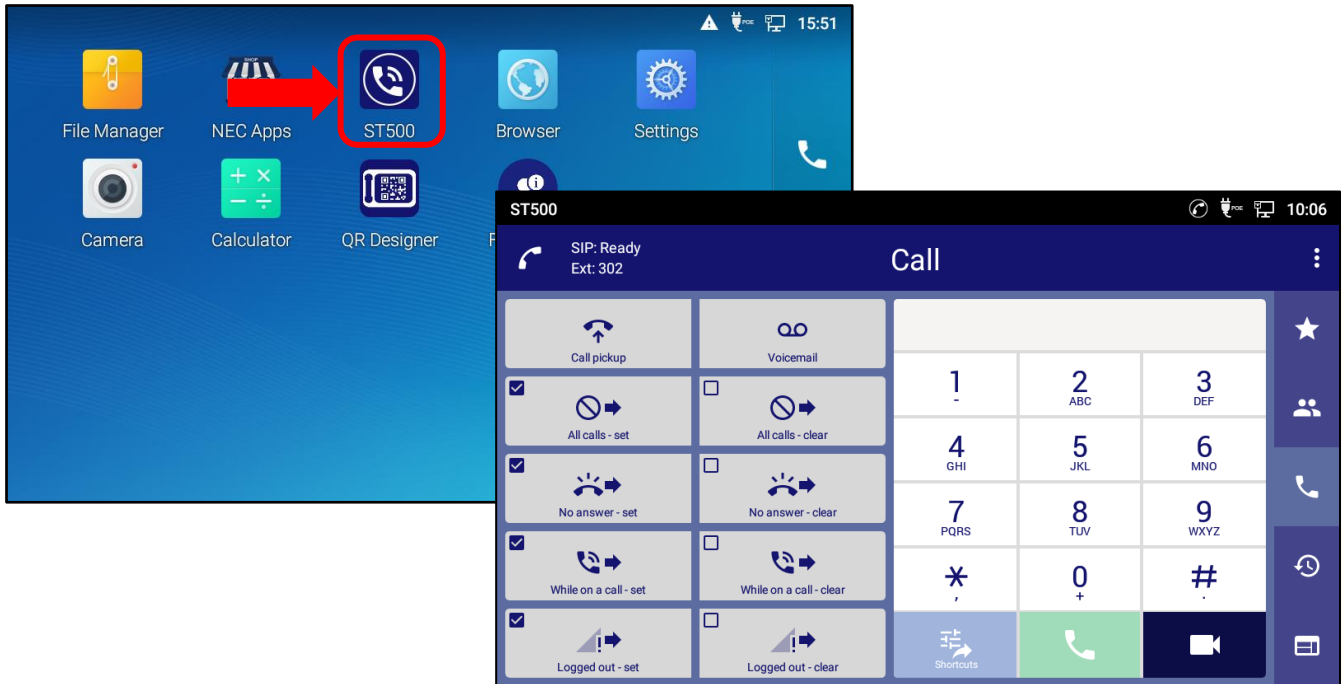 POE 15:51
SHOP
File Manager NEC Apps ST500 Browser Settings
Camera Calculator QR Designer
ST500 POE 10:06
SIP: Ready
Ext: 302
Call
Call pickup Voicemail
All calls - set All calls - clear
No answer - set No answer - clear
While on a call - set While on a call - clear
Logged out - set Logged out - clear
1 2 3
- ABC DEF
4 5 6
GHI JKL MNO
7 8 9
PQRS TUV WXYZ
* 0 #
, + .
Shortcuts